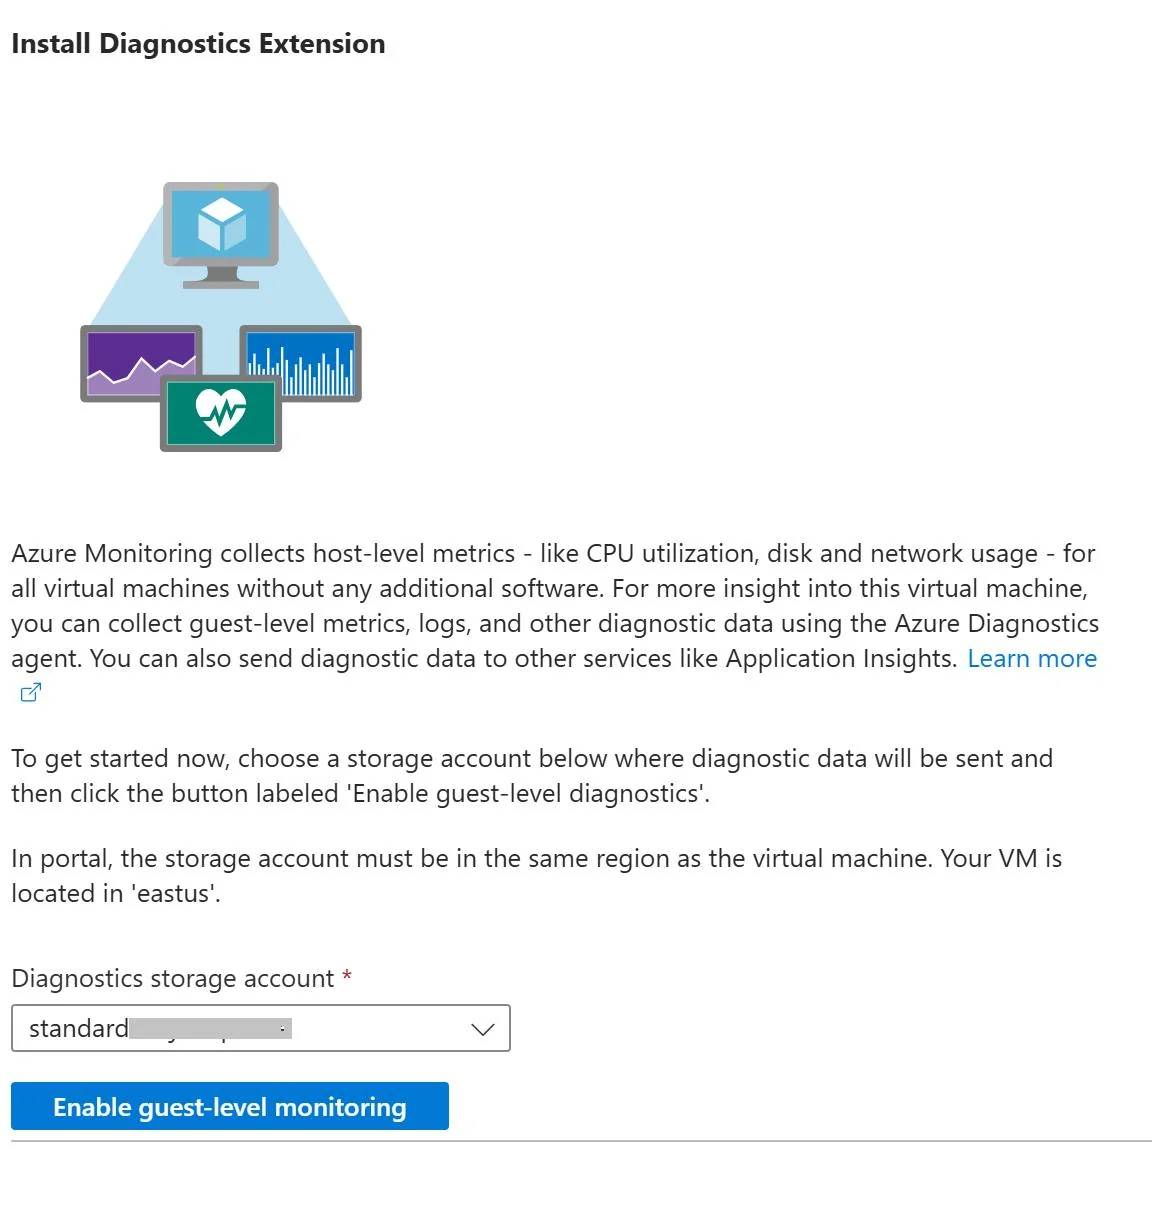 Install Diagnostics Extension
Azure Monitoring collects host-level metrics - like CPU utilization, disk and network usage - for
all virtual machines without any additional software. For more insight into this virtual machine,
you can collect guest-level metrics, logs, and other diagnostic data using the Azure Diagnostics
agent. You can also send diagnostic data to other services like Application Insights. Learn more
To get started now, choose a storage account below where diagnostic data will be sent and
then click the button labeled 'Enable guest-level diagnostics'.
In portal, the storage account must be in the same region as the virtual machine. Your VM is
located in 'eastus'.
Diagnostics storage account *
standard
Enable guest-level monitoring